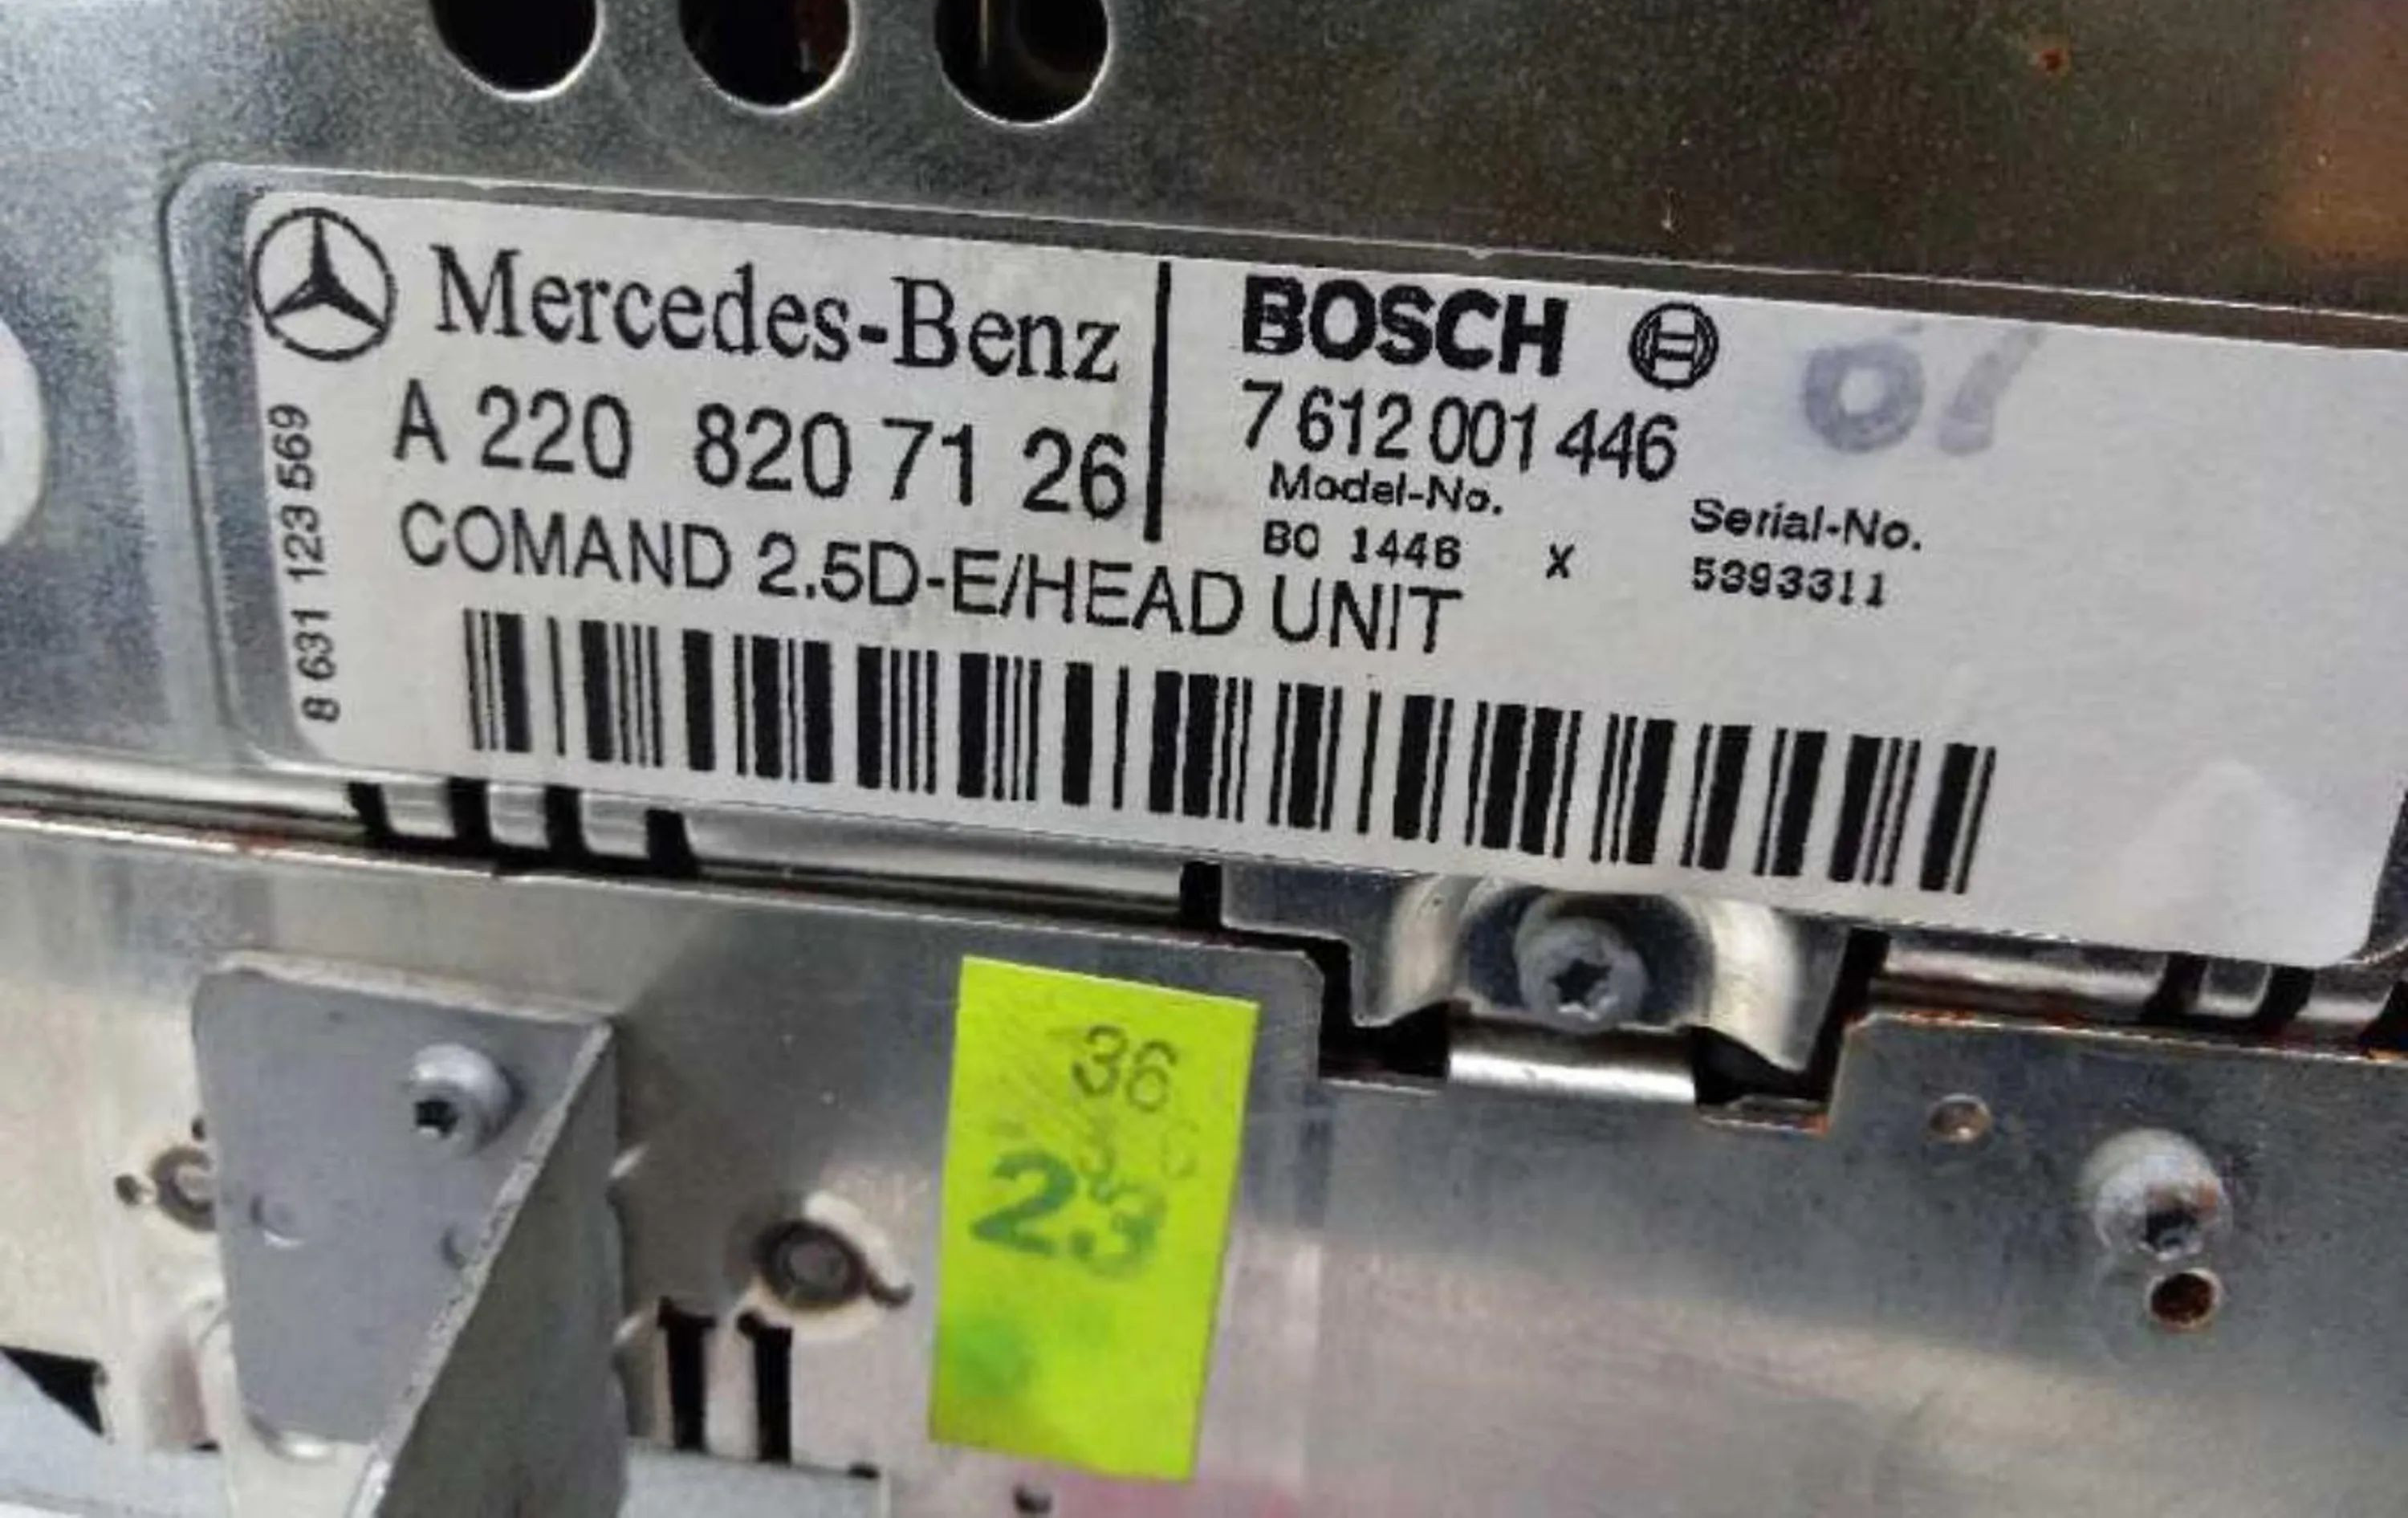 Mercedes-Benz
A 220 820 71 26
COMAND 2.5D-E/HEAD UNIT
8 631 123 569
BOSCH
7 612 001 446
Model-No.
BO 1446 X
Serial-No.
5393311
36
23